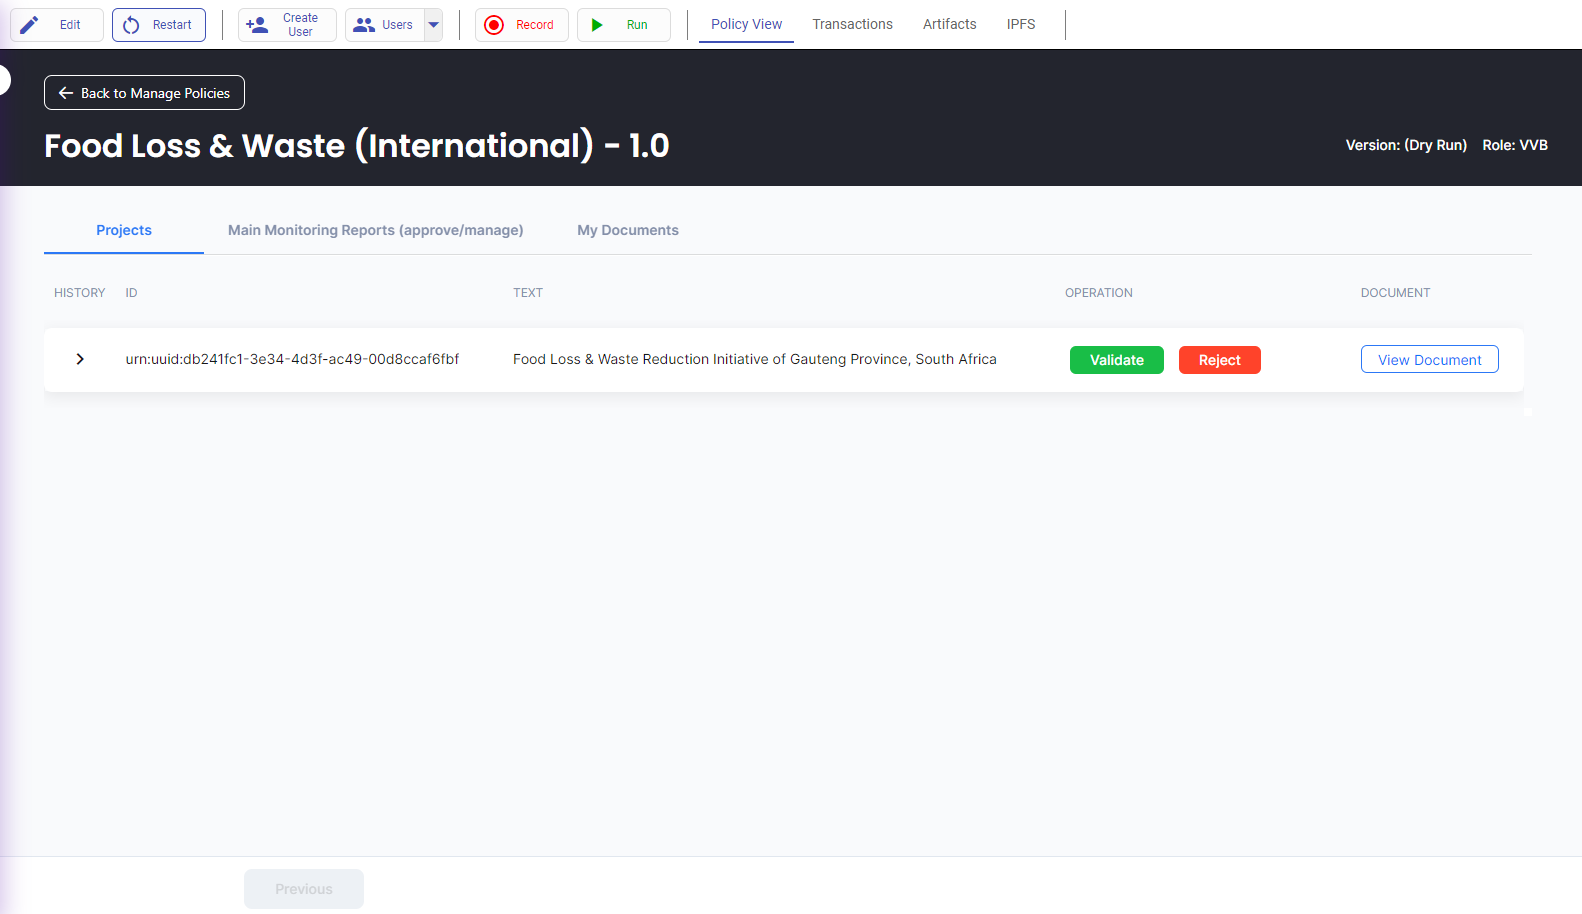 Edit
Restart
Create
User
Users
Record
Run
Policy View
Transactions
Artifacts
IPFS
Back to Manage Policies
Food Loss & Waste (International) - 1.0
Version: (Dry Run) Role: VVB
Projects
Main Monitoring Reports (approve/manage)
My Documents
HISTORY ID TEXT OPERATION DOCUMENT
urn:uuid:db241fc1-3e34-4d3f-ac49-00d8ccaf6fbf Food Loss & Waste Reduction Initiative of Gauteng Province, South Africa Validate Reject View Document
Previous